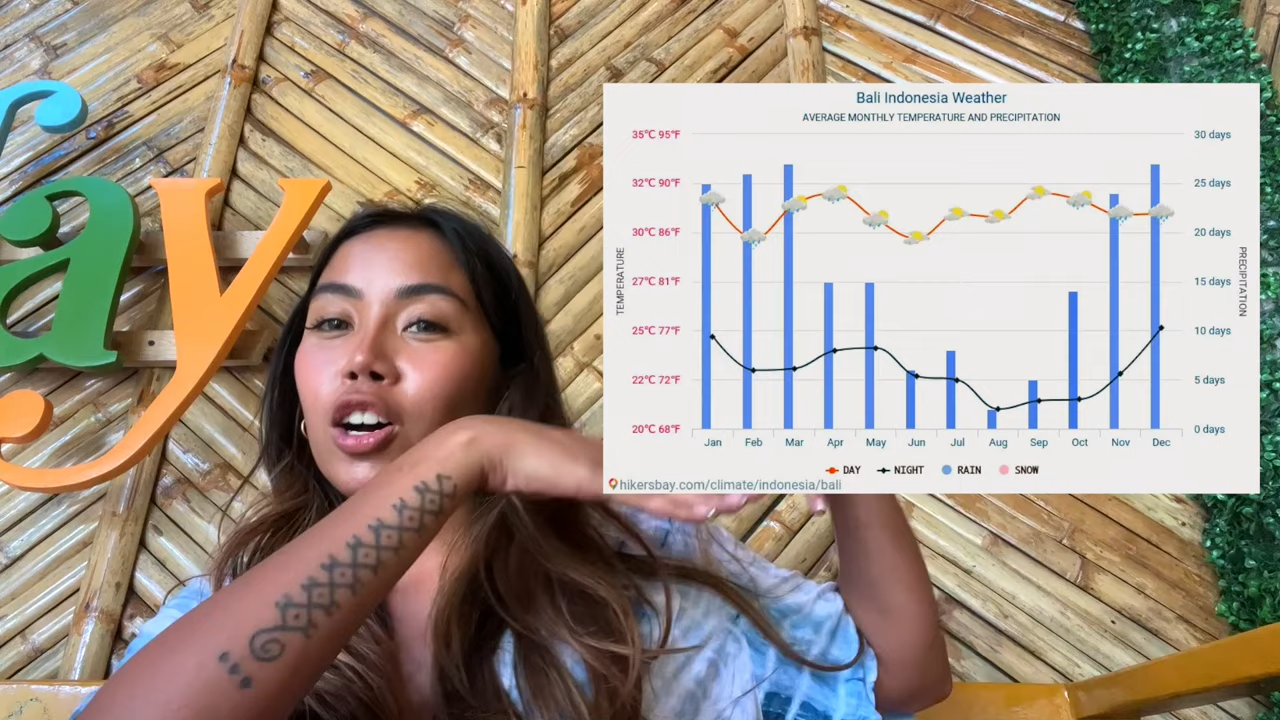 ay
Bali Indonesia Weather
AVERAGE MONTHLY TEMPERATURE AND PRECIPITATION
35°C 95°F 30 days
32°C 90°F 25 days
30°C 86°F 20 days
27°C 81°F 15 days
25°C 77°F 10 days
22°C 72°F 5 days
20°C 68°F 0 days
TEMPERATURE
PRECIPITATION
Jan Feb Mar Apr May Jun Jul Aug Sep Oct Nov Dec
DAY NIGHT RAIN SNOW
hikersbay.com/climate/indonesia/bali